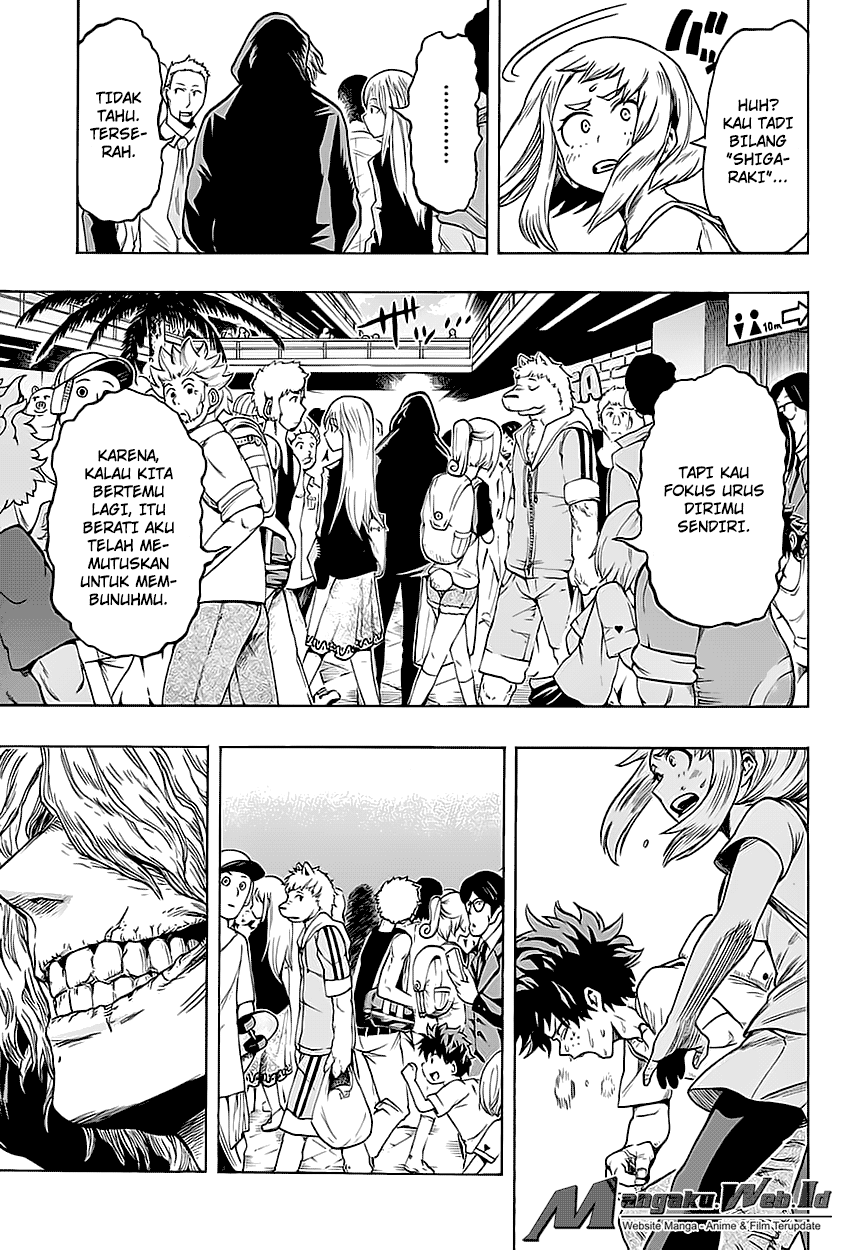 HUH?
KAU TADI
BILANG
"SHIGA-
RAKI"...
バッ
..........
TIDAK
TAHU.
TERSE-
RAH.
10m
TAPI KAU
FOKUS URUS
DIRIMU
SENDIRI.
KARENA,
KALAU KITA
BERTEMU
LAGI, ITU
BERATI AKU
TELAH ME-
MUTUSKAN
UNTUK MEM-
BUNUHMU.
Mangaku.Web.Id
Website Manga - Anime & Film Terupdate